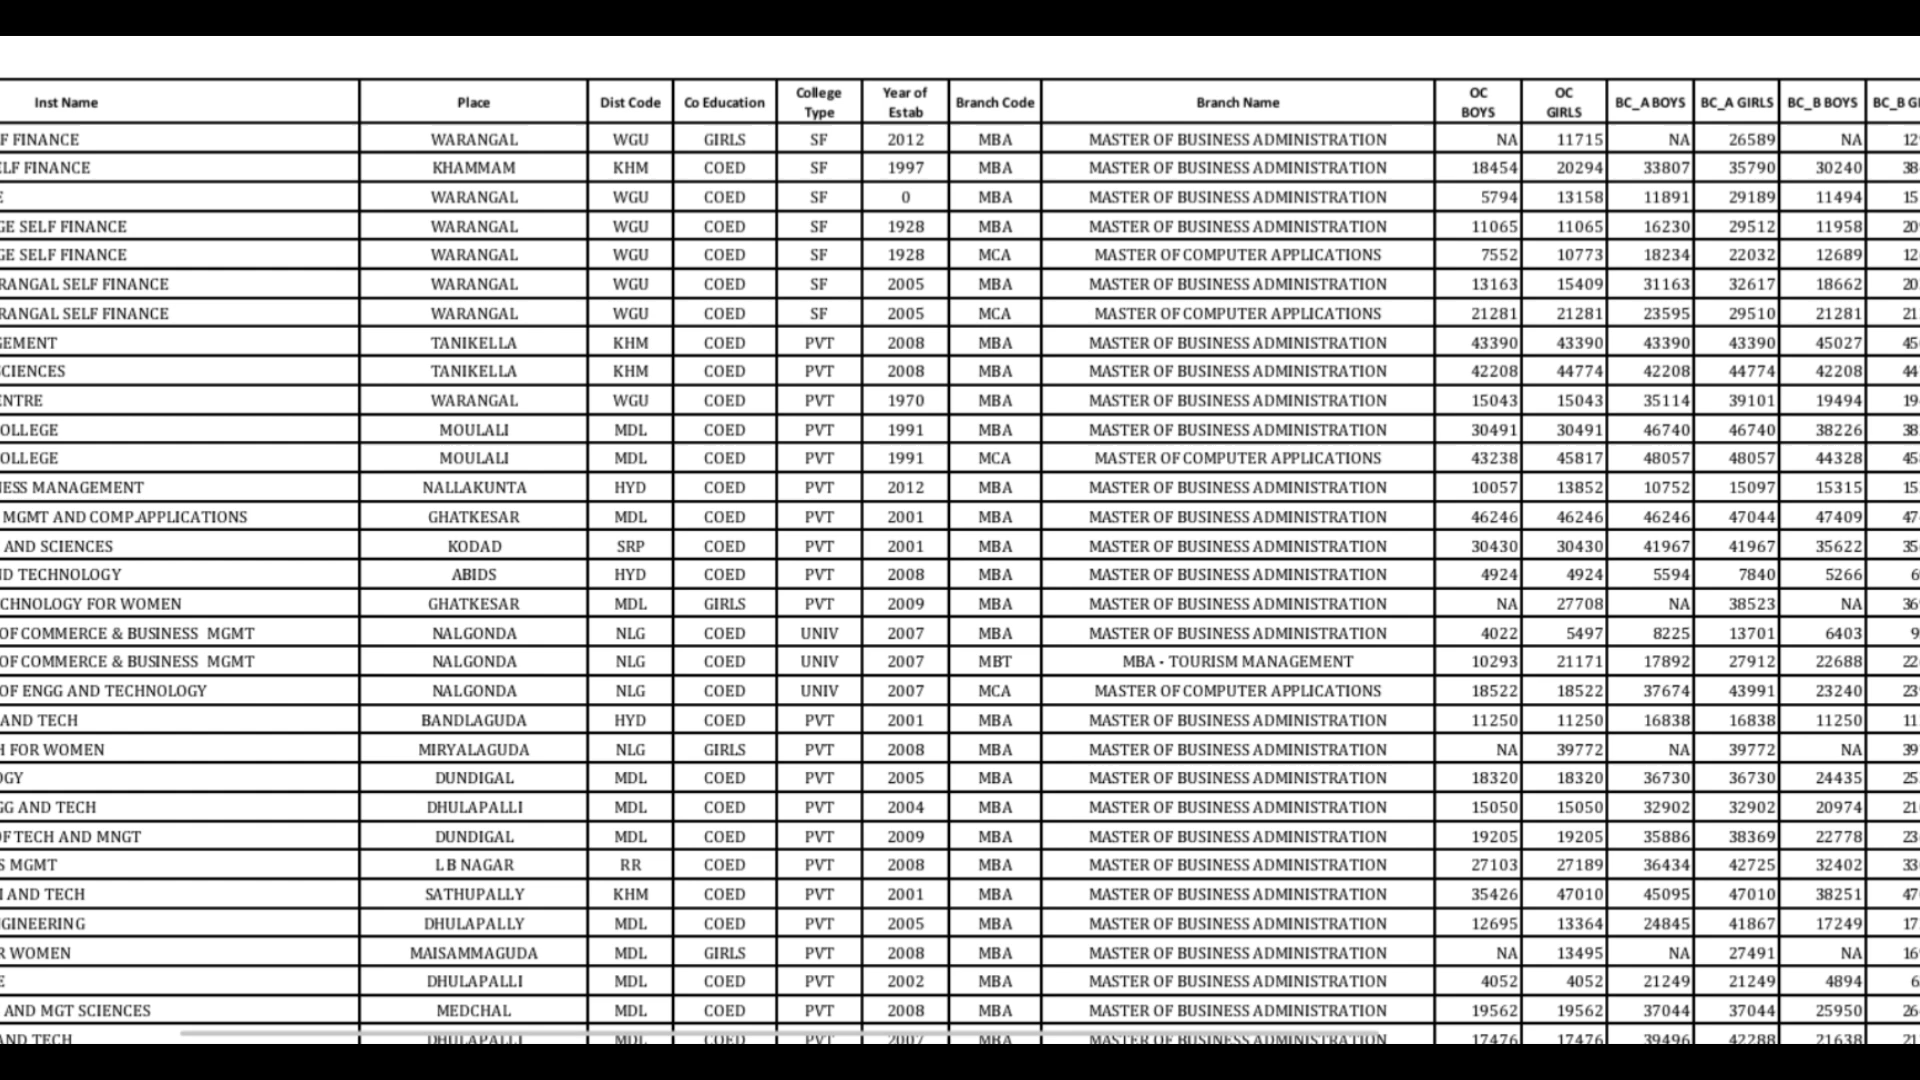 Inst Name Place Dist Code Co Education College Type Year of Estab Branch Code Branch Name OC BOYS OC GIRLS BC_A BOYS BC_A GIRLS BC_B BOYS
FINANCE WARANGAL WGU GIRLS SF 2012 MBA MASTER OF BUSINESS ADMINISTRATION NA 11715 NA 26589 NA
FINANCE KHAMMAM KHM COED SF 1997 MBA MASTER OF BUSINESS ADMINISTRATION 18454 20294 33807 35790 30240
WARANGAL WGU COED SF 0 MBA MASTER OF BUSINESS ADMINISTRATION 5794 13158 11891 29189 11494
SELF FINANCE WARANGAL WGU COED SF 1928 MBA MASTER OF BUSINESS ADMINISTRATION 11065 11065 16230 29512 11958
SELF FINANCE WARANGAL WGU COED SF 1928 MCA MASTER OF COMPUTER APPLICATIONS 7552 10773 18234 22032 12689
SELF FINANCE WARANGAL WGU COED SF 2005 MBA MASTER OF BUSINESS ADMINISTRATION 13163 15409 31163 32617 18662
SELF FINANCE WARANGAL WGU COED SF 2005 MCA MASTER OF COMPUTER APPLICATIONS 21281 21281 23595 29510 21281
TANIKELLA KHM COED PVT 2008 MBA MASTER OF BUSINESS ADMINISTRATION 43390 43390 43390 43390 45027
TANIKELLA KHM COED PVT 2008 MBA MASTER OF BUSINESS ADMINISTRATION 42208 44774 42208 44774 42208
WARANGAL WGU COED PVT 1970 MBA MASTER OF BUSINESS ADMINISTRATION 15043 15043 35114 39101 19494
MOULALI MDL COED PVT 1991 MBA MASTER OF BUSINESS ADMINISTRATION 30491 30491 46740 46740 38226
MOULALI MDL COED PVT 1991 MCA MASTER OF COMPUTER APPLICATIONS 43238 45817 48057 48057 44328
MANAGEMENT NALLAKUNTA HYD COED PVT 2012 MBA MASTER OF BUSINESS ADMINISTRATION 10057 13852 10752 15097 15315
MGMT AND COMP.APPLICATIONS GHATKESAR MDL COED PVT 2001 MBA MASTER OF BUSINESS ADMINISTRATION 46246 46246 46246 47044 47409
AND SCIENCES KODAD SRP COED PVT 2001 MBA MASTER OF BUSINESS ADMINISTRATION 30430 30430 41967 41967 35622
TECHNOLOGY ABIDS HYD COED PVT 2008 MBA MASTER OF BUSINESS ADMINISTRATION 4924 4924 5594 7840 5266
FOR WOMEN GHATKESAR MDL GIRLS PVT 2009 MBA MASTER OF BUSINESS ADMINISTRATION NA 27708 NA 38523 NA
OF COMMERCE & BUSINESS MGMT NALGONDA NLG COED UNIV 2007 MBA MASTER OF BUSINESS ADMINISTRATION 4022 5497 8225 13701 6403
OF COMMERCE & BUSINESS MGMT NALGONDA NLG COED UNIV 2007 MBT MBA - TOURISM MANAGEMENT 10293 21171 17892 27912 22688
OF ENGG AND TECHNOLOGY NALGONDA NLG COED UNIV 2007 MCA MASTER OF COMPUTER APPLICATIONS 18522 18522 37674 43991 23240
AND TECH BANDLAGUDA HYD COED PVT 2001 MBA MASTER OF BUSINESS ADMINISTRATION 11250 11250 16838 16838 11250
FOR WOMEN MIRYALAGUDA NLG GIRLS PVT 2008 MBA MASTER OF BUSINESS ADMINISTRATION NA 39772 NA 39772 NA
DUNDIGAL MDL COED PVT 2005 MBA MASTER OF BUSINESS ADMINISTRATION 18320 18320 36730 36730 24435
AND TECH DHULAPALLI MDL COED PVT 2004 MBA MASTER OF BUSINESS ADMINISTRATION 15050 15050 32902 32902 20974
OF TECH AND MNGT DUNDIGAL MDL COED PVT 2009 MBA MASTER OF BUSINESS ADMINISTRATION 19205 19205 35886 38369 22778
MGMT L B NAGAR RR COED PVT 2008 MBA MASTER OF BUSINESS ADMINISTRATION 27103 27189 36434 42725 32402
AND TECH SATHUPALLY KHM COED PVT 2001 MBA MASTER OF BUSINESS ADMINISTRATION 35426 47010 45095 47010 38251
DHULAPALLY MDL COED PVT 2005 MBA MASTER OF BUSINESS ADMINISTRATION 12695 13364 24845 41867 17249
WOMEN MAISAMMAGUDA MDL GIRLS PVT 2008 MBA MASTER OF BUSINESS ADMINISTRATION NA 13495 NA 27491 NA
DHULAPALLI MDL COED PVT 2002 MBA MASTER OF BUSINESS ADMINISTRATION 4052 4052 21249 21249 4894
AND MGT SCIENCES MEDCHAL MDL COED PVT 2008 MBA MASTER OF BUSINESS ADMINISTRATION 19562 19562 37044 37044 25950
AND TECH DHULAPALLI MDL COED PVT 2007 MBA MASTER OF BUSINESS ADMINISTRATION 17476 17476 39496 42288 21638